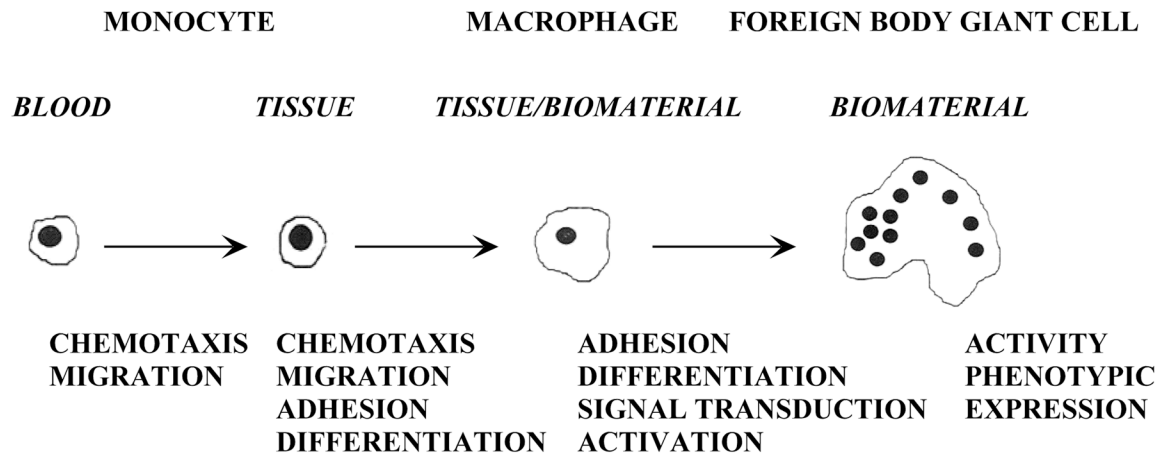 MONOCYTE MACROPHAGE FOREIGN BODY GIANT CELL
BLOOD TISSUE TISSUE/BIOMATERIAL BIOMATERIAL
CHEMOTAXIS CHEMOTAXIS ADHESION ACTIVITY
MIGRATION MIGRATION DIFFERENTIATION PHENOTYPIC
ADHESION SIGNAL TRANSDUCTION EXPRESSION
DIFFERENTIATION ACTIVATION